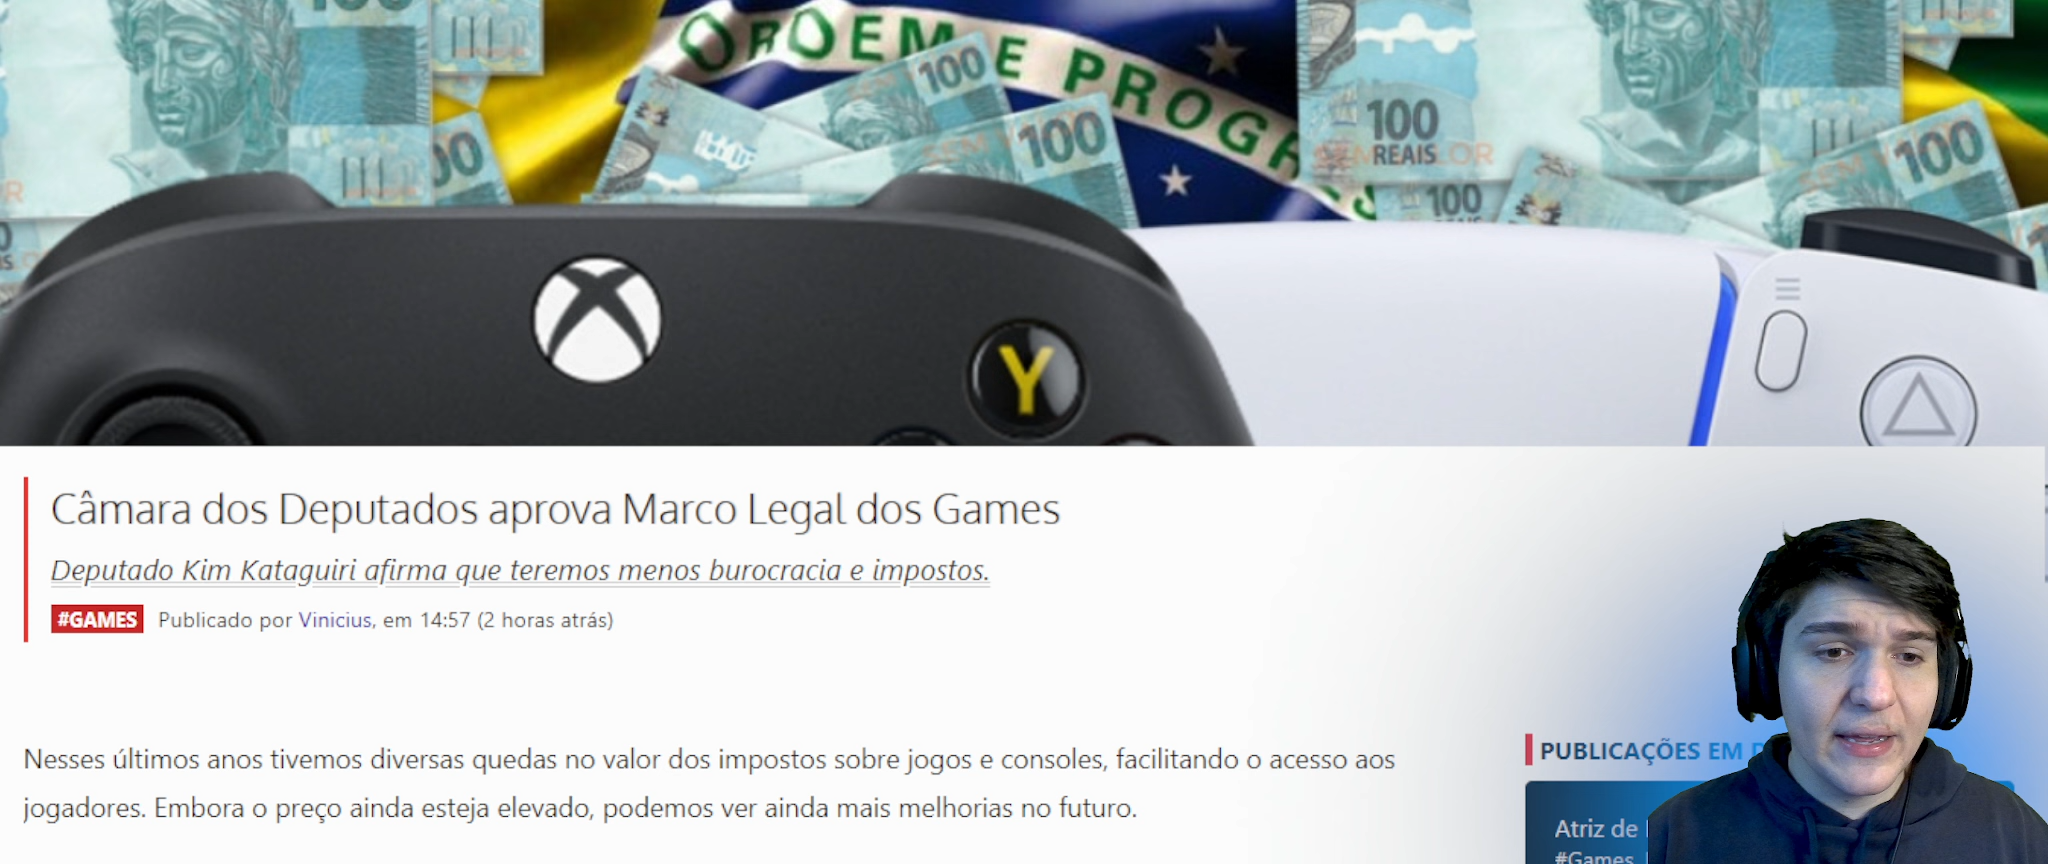 100
ORDEM E PROGRESS
100
100
00
100
REAIS
100
100
Y
Câmara dos Deputados aprova Marco Legal dos Games
Deputado Kim Kataguiri afirma que teremos menos burocracia e impostos.
#GAMES Publicado por Vinicius, em 14:57 (2 horas atrás)
Nesses últimos anos tivemos diversas quedas no valor dos impostos sobre jogos e consoles, facilitando o acesso aos
jogadores. Embora o preço ainda esteja elevado, podemos ver ainda mais melhorias no futuro.
PUBLICAÇÕES EM
Atriz de
#Games